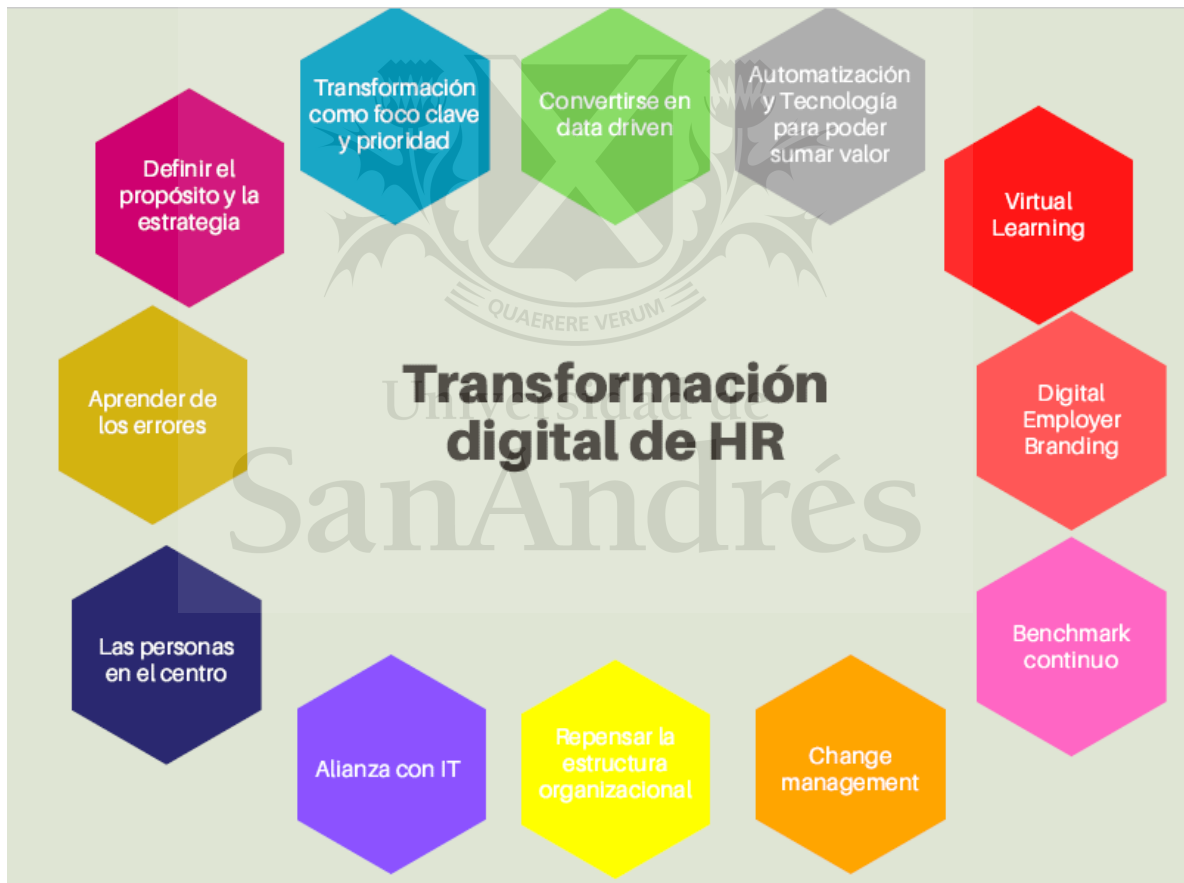 Transformación
como foco clave
y prioridad
Convertirse en
data driven
Automatización
y Tecnología
para poder
sumar valor
Definir el
propósito y la
estrategia
Virtual
Learning
QUAERERE VERUM
Transformación
digital de HR
Universidad de
SanAndrés
Aprender de
los errores
Digital
Employer
Branding
Las personas
en el centro
Benchmark
continuo
Alianza con IT
Repensar la
estructura
organizacional
Change
management